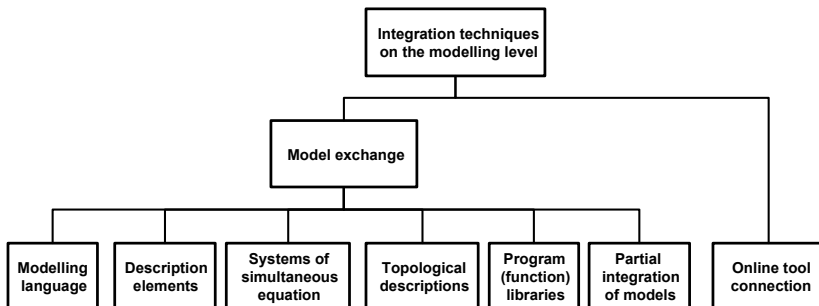 Integration techniques
on the modelling level
Model exchange
Modelling
language
Description
elements
Systems of
simultaneous
equation
Topological
descriptions
Program
(function)
libraries
Partial
integration
of models
Online tool
connection